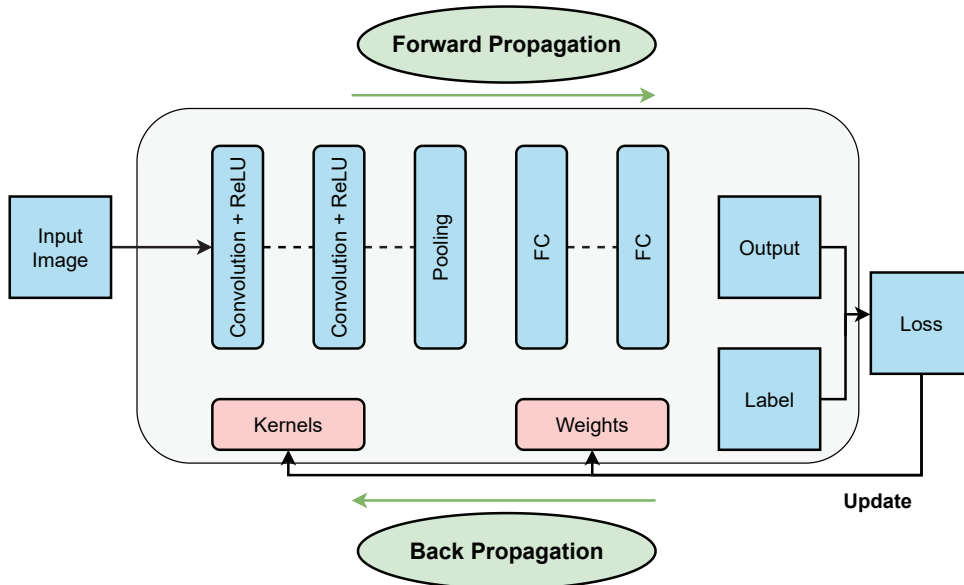 Forward Propagation
Input
Image
Convolution + ReLU
Convolution + ReLU
Pooling
FC
FC
Output
Label
Loss
Kernels
Weights
Update
Back Propagation